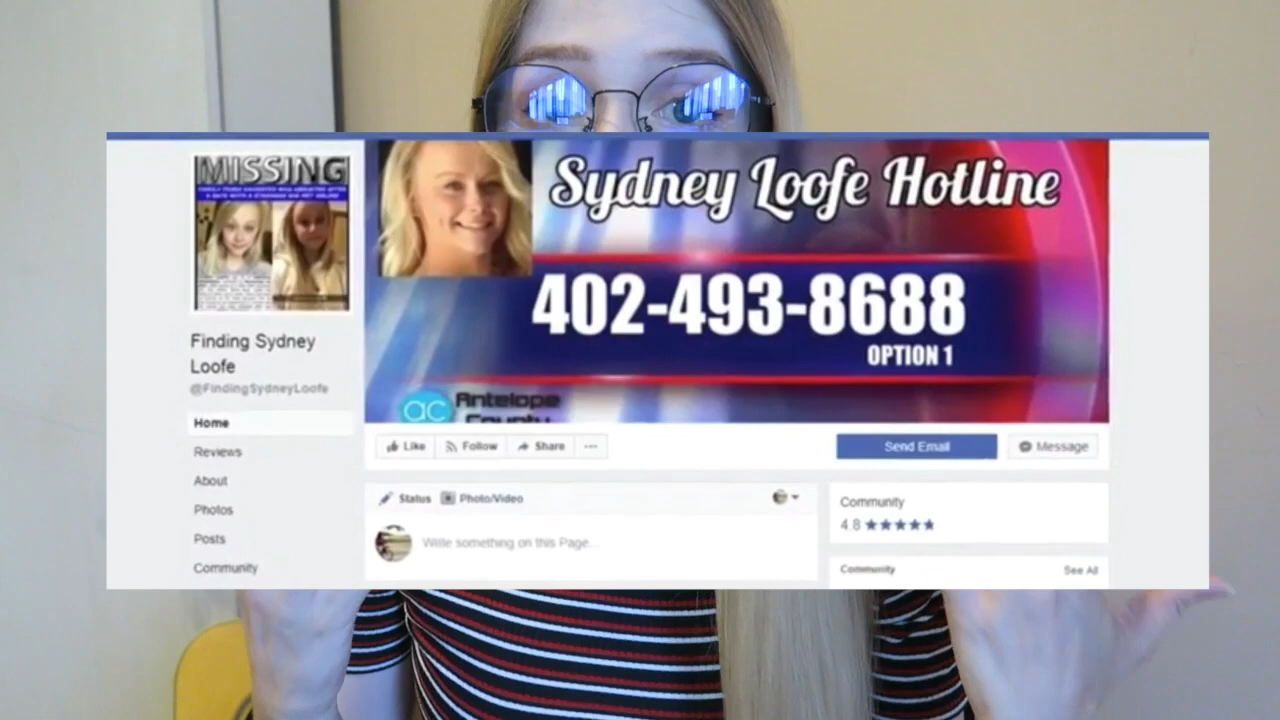 MISSING
Sydney Loofe Hotline
402-493-8688
OPTION 1
ac Antelope
County
Finding Sydney
Loofe
@FindingSydneyLoofe
Home
Reviews
About
Photos
Posts
Community
Like
Follow
Share
...
Send Email
Message
Status
Photo/Video
Write something on this Page...
Community
4.8 ★★★★★
Community
See All